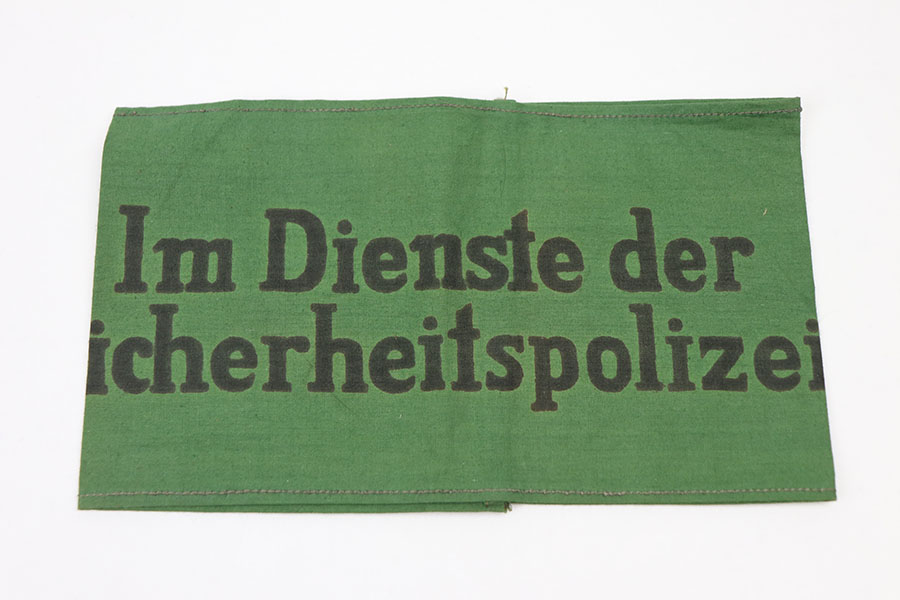 Im Dienste der
icherheitspolizei